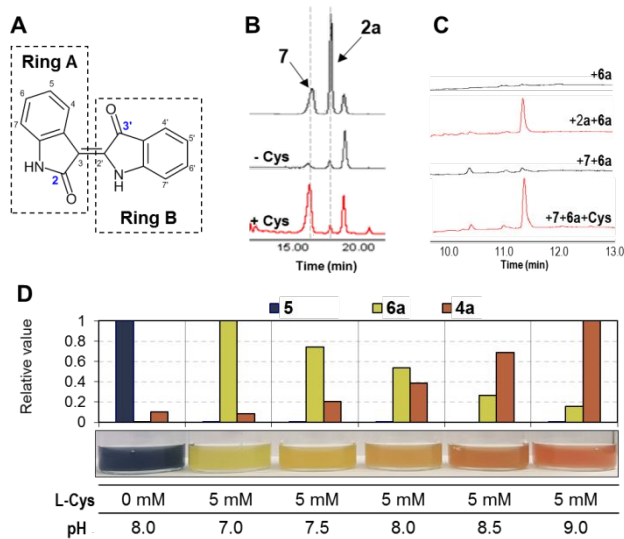 A
Ring A
5
4
6
7
3
HN
2
O
O
3'
4'
5'
6'
7'
2'
N
H
Ring B
B
7
2a
- Cys
+ Cys
15.00 20.00
Time (min)
C
+6a
+2a+6a
+7+6a
+7+6a+Cys
10.0 11.0 12.0 13.0
Time (min)
D
5 6a 4a
Relative value
1
0.8
0.6
0.4
0.2
0
L-Cys 0 mM 5 mM 5 mM 5 mM 5 mM 5 mM
pH 8.0 7.0 7.5 8.0 8.5 9.0